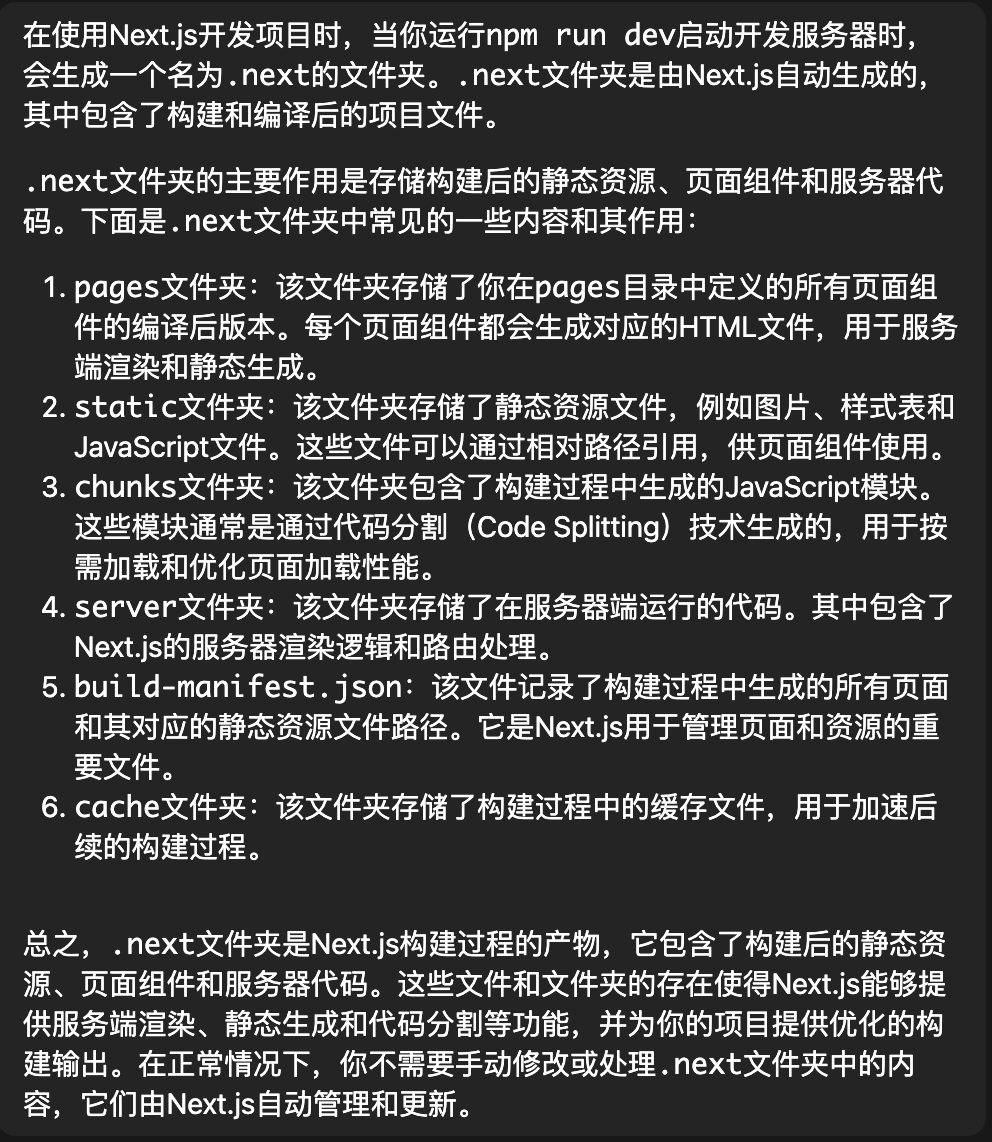 在使用Next.js开发项目时，当你运行npm run dev启动开发服务器时，
会生成一个名为.next的文件夹。.next文件夹是由Next.js自动生成的，
其中包含了构建和编译后的项目文件。
.next文件夹的主要作用是存储构建后的静态资源、页面组件和服务器代
码。下面是.next文件夹中常见的一些内容和其作用：
1. pages文件夹：该文件夹存储了你在pages目录中定义的所有页面组
件的编译后版本。每个页面组件都会生成对应的HTML文件，用于服务
端渲染和静态生成。
2. static文件夹：该文件夹存储了静态资源文件，例如图片、样式表和
JavaScript文件。这些文件可以通过相对路径引用，供页面组件使用。
3. chunks文件夹：该文件夹包含了构建过程中生成的JavaScript模块。
这些模块通常是通过代码分割（Code Splitting）技术生成的，用于按
需加载和优化页面加载性能。
4. server文件夹：该文件夹存储了在服务器端运行的代码。其中包含了
Next.js的服务器渲染逻辑和路由处理。
5. build-manifest.json：该文件记录了构建过程中生成的所有页面
和其对应的静态资源文件路径。它是Next.js用于管理页面和资源的重
要文件。
6. cache文件夹：该文件夹存储了构建过程中的缓存文件，用于加速后
续的构建过程。
总之，.next文件夹是Next.js构建过程的产物，它包含了构建后的静态资
源、页面组件和服务器代码。这些文件和文件夹的存在使得Next.js能够提
供服务端渲染、静态生成和代码分割等功能，并为你的项目提供优化的构
建输出。在正常情况下，你不需要手动修改或处理.next文件夹中的内
容，它们由Next.js自动管理和更新。